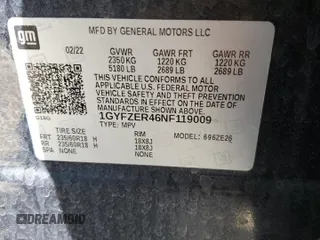 gm
MFD BY GENERAL MOTORS LLC
02/22 GVWR GAWR FRT GAWR RR
2350 KG 1220 KG 1220 KG
5180 LB 2689 LB 2689 LB
THIS VEHICLE CONFORMS TO ALL
APPLICABLE U.S. FEDERAL MOTOR
VEHICLE SAFETY AND THEFT
PREVENTION STANDARDS IN EFFECT
ON THE DATE OF MANUFACTURE
SHOWN ABOVE.
1GYFZER46NF119009
TYPE: MPV
MODEL: 6G6ZE26
TIRE SIZE RIM
FRT 235/60R18 H 18X8J
RR 235/60R18 H 18X8J
SPA NONE NONE
DREAMBID